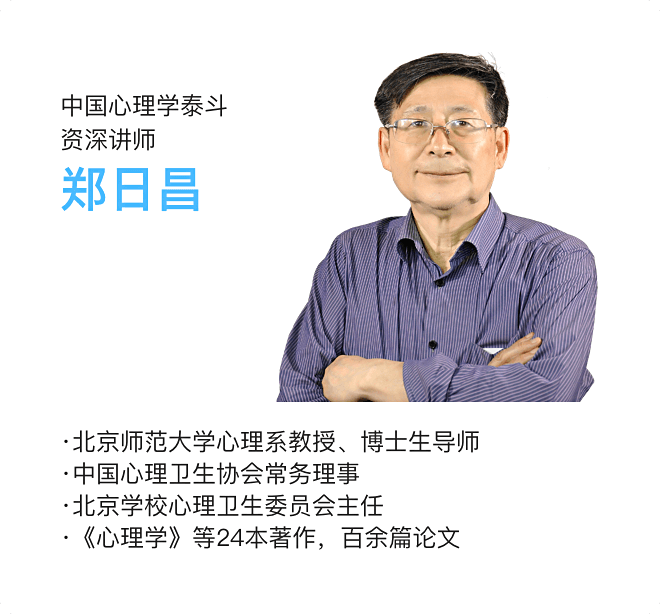 中国心理学泰斗
资深讲师
郑日昌
·北京师范大学心理系教授、博士生导师
·中国心理卫生协会常务理事
·北京学校心理卫生委员会主任
·《心理学》等24本著作，百余篇论文